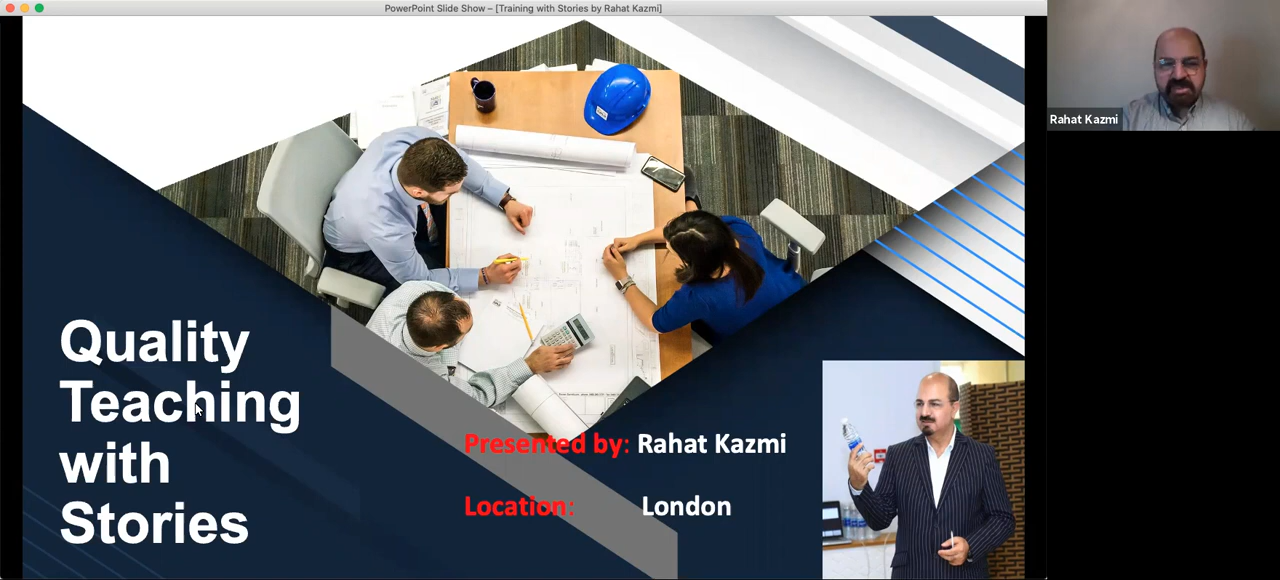 PowerPoint Slide Show – [Training with Stories by Rahat Kazmi]
Rahat Kazmi
Quality
Teaching
with
Stories
Presented by: Rahat Kazmi
Location: London